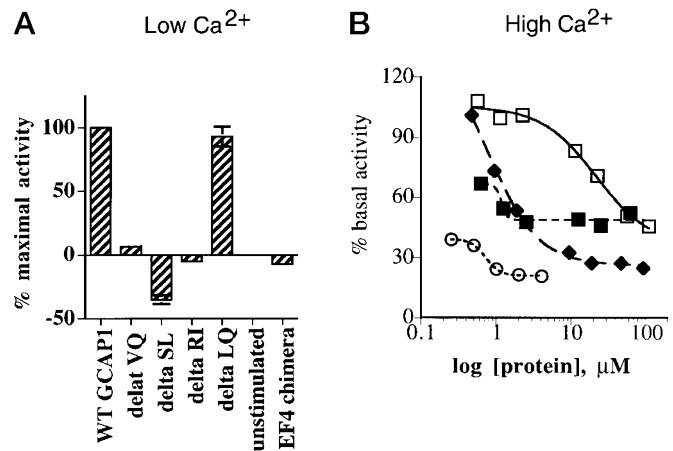 A
Low Ca2+
% maximal activity
100
50
0
-50
WT GCAP1
delat VQ
delta SL
delta RI
delta LQ
unstimulated
EF4 chimera
B
High Ca2+
% basal activity
120
90
60
30
0
0.1
1
10
100
log [protein], µM